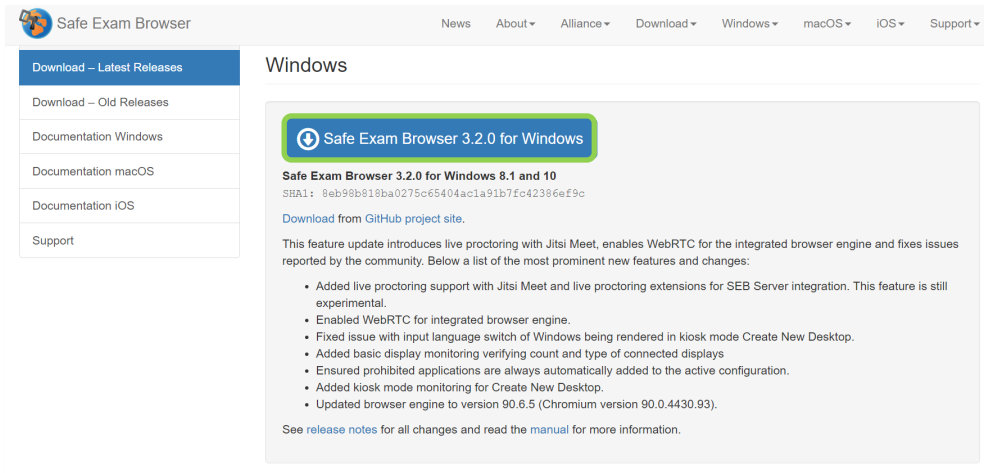 Safe Exam Browser
News About Alliance Download Windows macOS iOS Support
Download – Latest Releases
Download – Old Releases
Documentation Windows
Documentation macOS
Documentation iOS
Support
Windows
Safe Exam Browser 3.2.0 for Windows
Safe Exam Browser 3.2.0 for Windows 8.1 and 10
SHA1: 8eb98b818ba0275c65404ac1a91b7fc42386ef9c
Download from GitHub project site.
This feature update introduces live proctoring with Jitsi Meet, enables WebRTC for the integrated browser engine and fixes issues
reported by the community. Below a list of the most prominent new features and changes:
• Added live proctoring support with Jitsi Meet and live proctoring extensions for SEB Server integration. This feature is still
experimental.
• Enabled WebRTC for integrated browser engine.
• Fixed issue with input language switch of Windows being rendered in kiosk mode Create New Desktop.
• Added basic display monitoring verifying count and type of connected displays
• Ensured prohibited applications are always automatically added to the active configuration.
• Added kiosk mode monitoring for Create New Desktop.
• Updated browser engine to version 90.6.5 (Chromium version 90.0.4430.93).
See release notes for all changes and read the manual for more information.